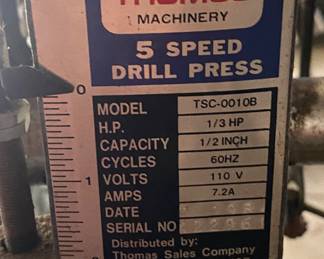 MACHINERY
5 SPEED
DRILL PRESS
0
MODEL TSC-0010B
H.P. 1/3 HP
CAPACITY 1/2 INCH
CYCLES 60HZ
1
VOLTS 110 V
AMPS 7.2A
DATE
SERIAL NO
Distributed by:
Thomas Sales Company